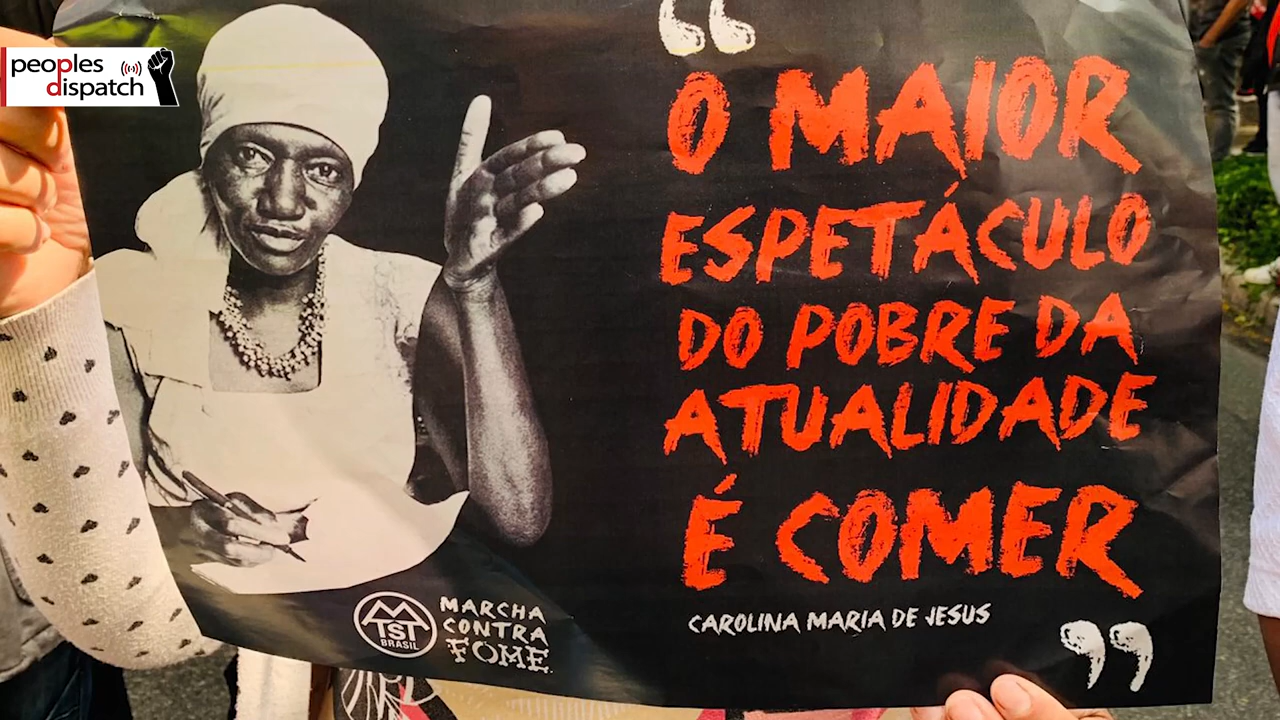 peoples
dispatch
“
O MAIOR
ESPETÁCULO
DO POBRE DA
ATUALIDADE
É COMER
CAROLINA MARIA DE JESUS
”
MTST
BRASIL
MARCHA
CONTRA
FOME